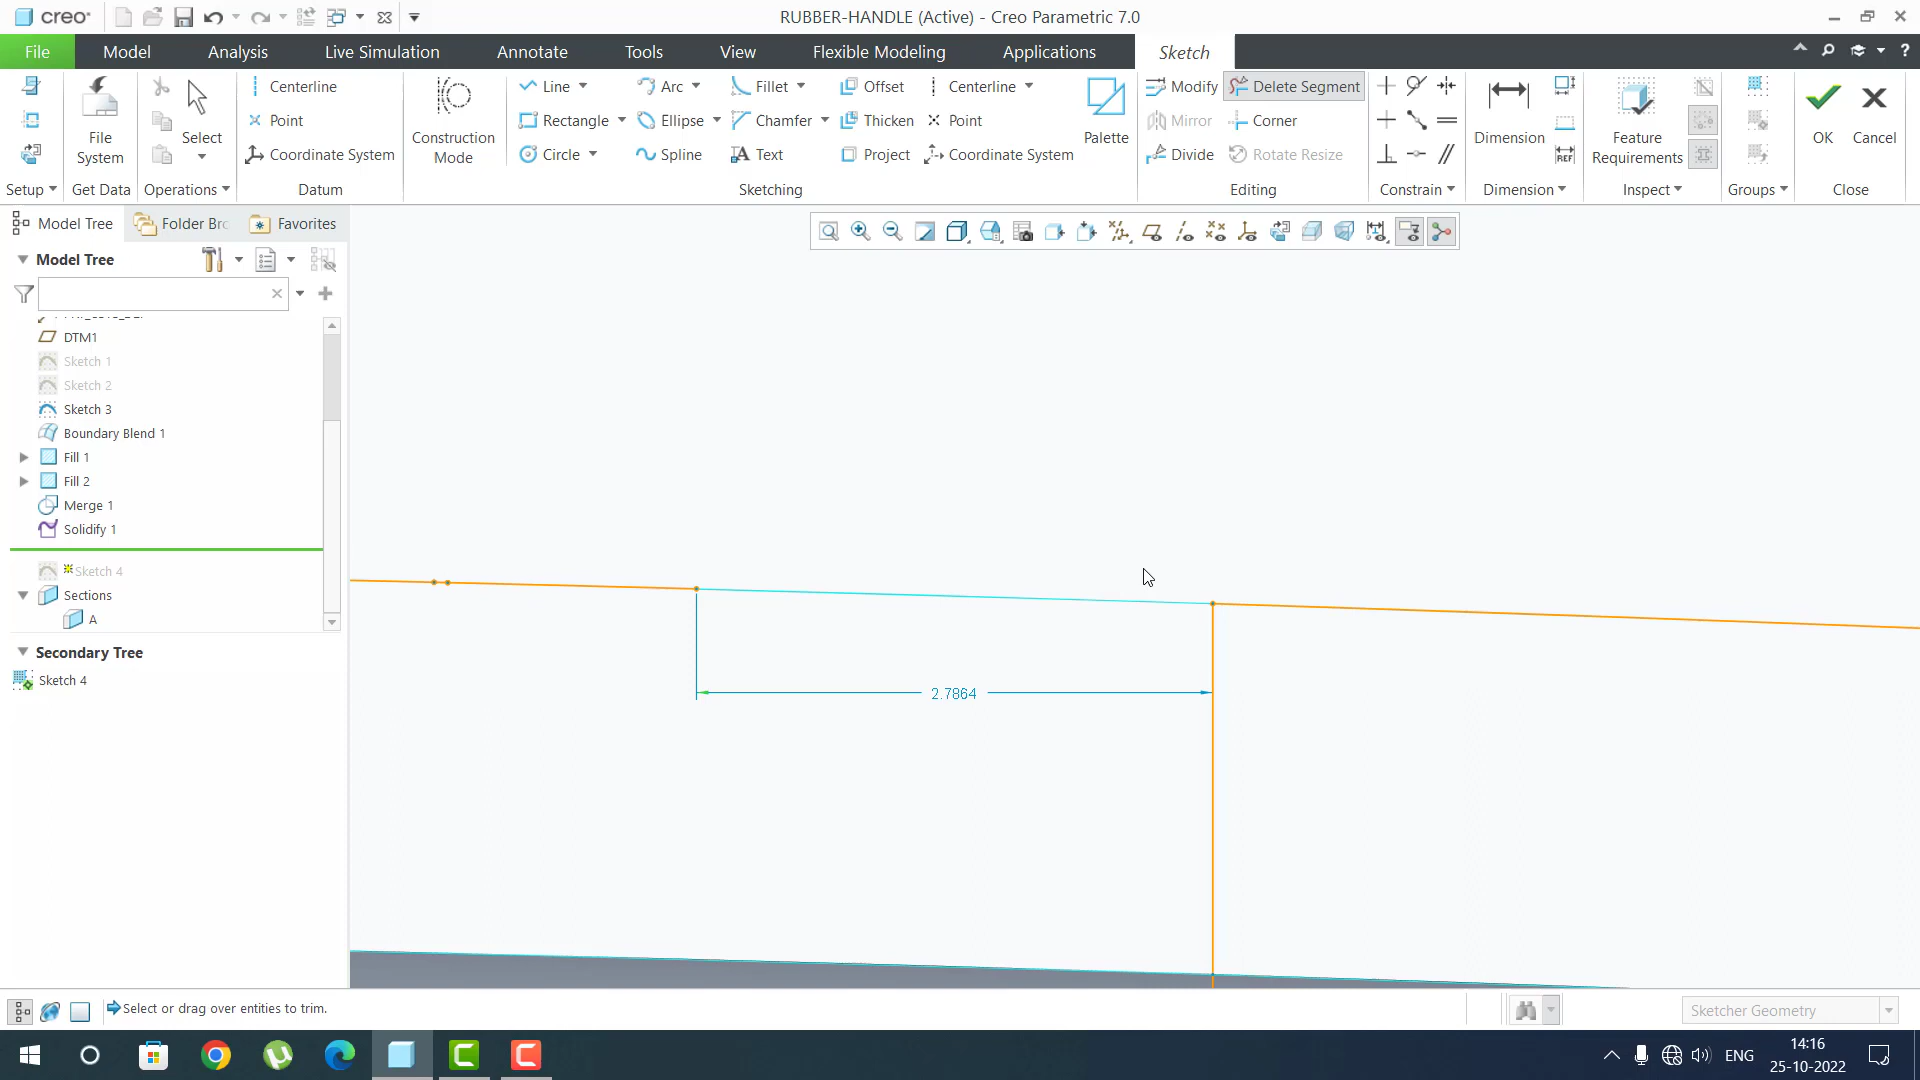 creo
RUBBER-HANDLE (Active) - Creo Parametric 7.0
File
Model
Analysis
Live Simulation
Annotate
Tools
View
Flexible Modeling
Applications
Sketch
Centerline
Point
Coordinate System
File System
Select
Construction Mode
Line
Arc
Fillet
Offset
Centerline
Rectangle
Ellipse
Chamfer
Thicken
Point
Circle
Spline
Text
Project
Coordinate System
Palette
Modify
Delete Segment
Mirror
Corner
Divide
Rotate Resize
Dimension
REF
Feature Requirements
OK
Cancel
Setup
Get Data
Operations
Datum
Sketching
Editing
Constrain
Dimension
Inspect
Groups
Close
Model Tree
Folder Brc
Favorites
Model Tree
DTM1
Sketch 1
Sketch 2
Sketch 3
Boundary Blend 1
Fill 1
Fill 2
Merge 1
Solidify 1
Sketch 4
Sections
A
Secondary Tree
Sketch 4
2.7864
Select or drag over entities to trim.
Sketcher Geometry
ENG
14:16
25-10-2022